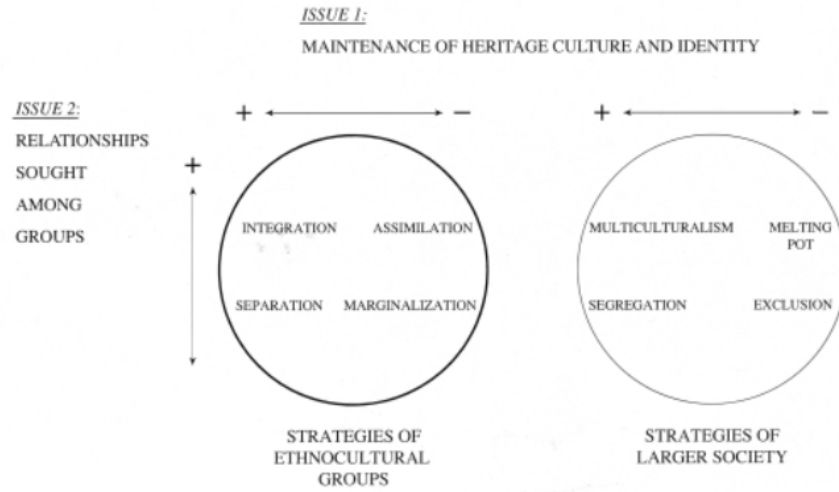 ISSUE 1:
MAINTENANCE OF HERITAGE CULTURE AND IDENTITY
ISSUE 2:
RELATIONSHIPS
SOUGHT
AMONG
GROUPS
+ −
+
INTEGRATION ASSIMILATION
SEPARATION MARGINALIZATION
STRATEGIES OF
ETHNOCULTURAL
GROUPS
+ −
MULTICULTURALISM MELTING
POT
SEGREGATION EXCLUSION
STRATEGIES OF
LARGER SOCIETY